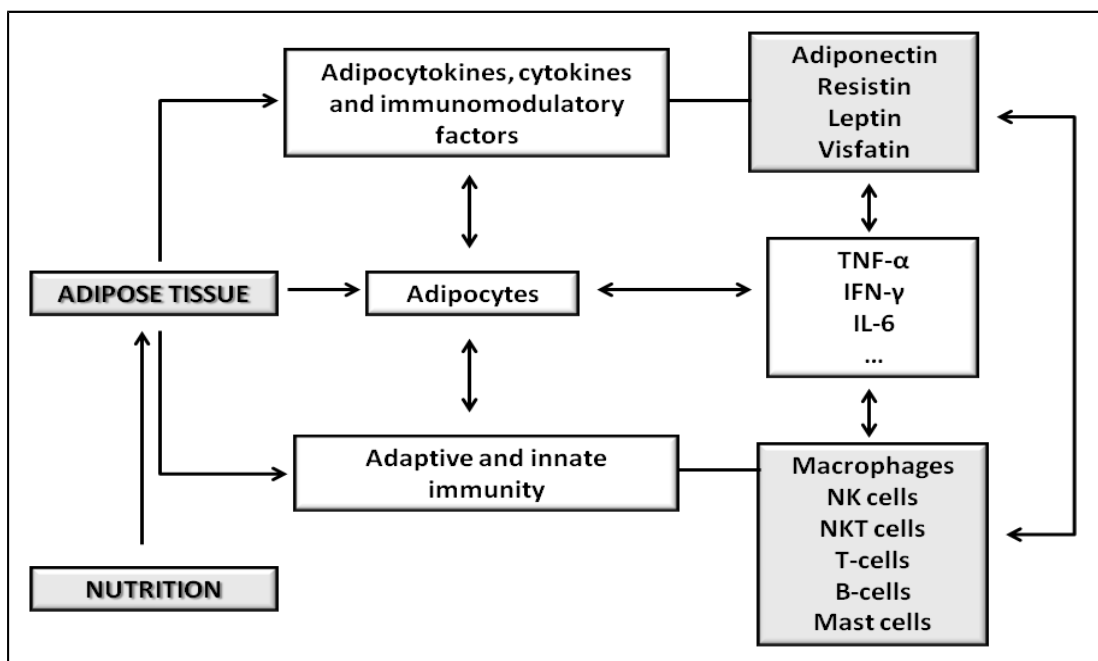 Adipocytokines, cytokines
and immunomodulatory
factors
Adiponectin
Resistin
Leptin
Visfatin
ADIPOSE TISSUE
Adipocytes
TNF-α
IFN-γ
IL-6
...
Adaptive and innate
immunity
Macrophages
NK cells
NKT cells
T-cells
B-cells
Mast cells
NUTRITION